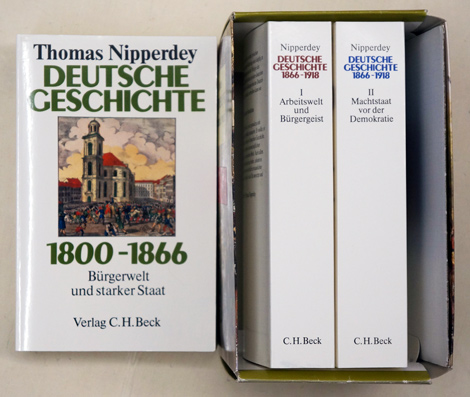 Thomas Nipperdey
DEUTSCHE
GESCHICHTE
1800-1866
Bürgerwelt
und starker Staat
Verlag C.H.Beck
Nipperdey
DEUTSCHE
GESCHICHTE
1866-1918
I
Arbeitswelt
und
Bürgergeist
C.H.Beck
Nipperdey
DEUTSCHE
GESCHICHTE
1866-1918
II
Machtstaat
vor der
Demokratie
C.H.Beck